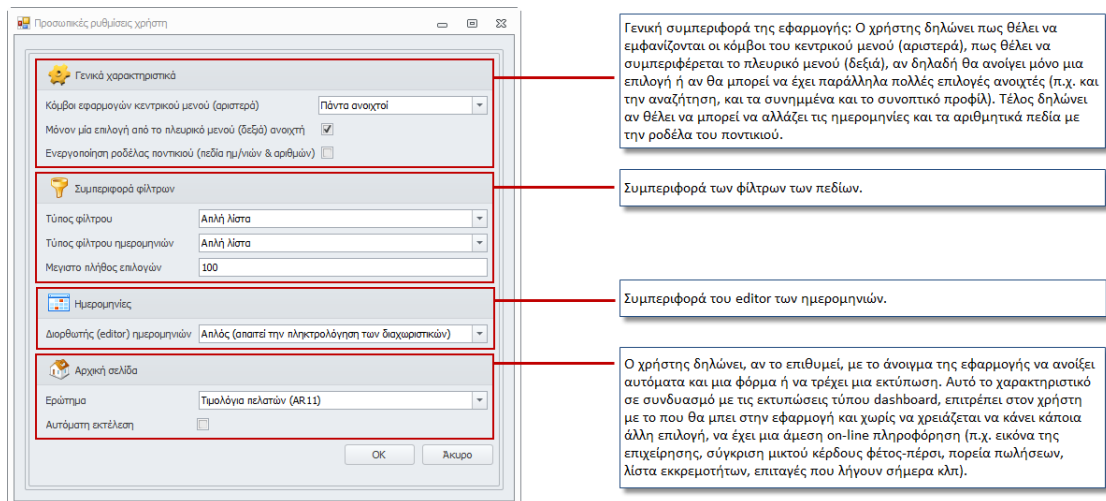 Προσωπικές ρυθμίσεις χρήστη
Γενικά χαρακτηριστικά
Κόμβοι εφαρμογών κεντρικού μενού (αριστερά) Πάντα ανοιχτοί
Μόνον μία επιλογή από το πλευρικό μενού (δεξιά) ανοιχτή
Ενεργοποίηση ροδέλας ποντικιού (πεδία ημ/νιών & αριθμών)
Συμπεριφορά φίλτρων
Τύπος φίλτρου Απλή λίστα
Τύπος φίλτρου ημερομηνιών Απλή λίστα
Μεγιστο πλήθος επιλογών 100
Ημερομηνίες
Διορθωτής (editor) ημερομηνιών Απλός (απαιτεί την πληκτρολόγηση των διαχωριστικών)
Αρχική σελίδα
Ερώτημα Τιμολόγια πελατών (AR11)
Αυτόματη εκτέλεση
OK Άκυρο
Γενική συμπεριφορά της εφαρμογής: Ο χρήστης δηλώνει πως θέλει να
εμφανίζονται οι κόμβοι του κεντρικού μενού (αριστερά), πως θέλει να
συμπεριφέρεται το πλευρικό μενού (δεξιά), αν δηλαδή θα ανοίγει μόνο μια
επιλογή ή αν θα μπορεί να έχει παράλληλα πολλές επιλογές ανοιχτές (π.χ. και
την αναζήτηση, και τα συνημμένα και το συνοπτικό προφίλ). Τέλος δηλώνει
αν θέλει να μπορεί να αλλάζει τις ημερομηνίες και τα αριθμητικά πεδία με
την ροδέλα του ποντικιού.
Συμπεριφορά των φίλτρων των πεδίων.
Συμπεριφορά του editor των ημερομηνιών.
Ο χρήστης δηλώνει, αν το επιθυμεί, με το άνοιγμα της εφαρμογής να ανοίξει
αυτόματα και μια φόρμα ή να τρέχει μια εκτύπωση. Αυτό το χαρακτηριστικό
σε συνδυασμό με τις εκτυπώσεις τύπου dashboard, επιτρέπει στον χρήστη
με το που θα μπει στην εφαρμογή και χωρίς να χρειάζεται να κάνει κάποια
άλλη επιλογή, να έχει μια άμεση on-line πληροφόρηση (π.χ. εικόνα της
επιχείρησης, σύγκριση μικτού κέρδους φέτος-πέρσι, πορεία πωλήσεων,
λίστα εκκρεμοτήτων, επιταγές που λήγουν σήμερα κλπ).